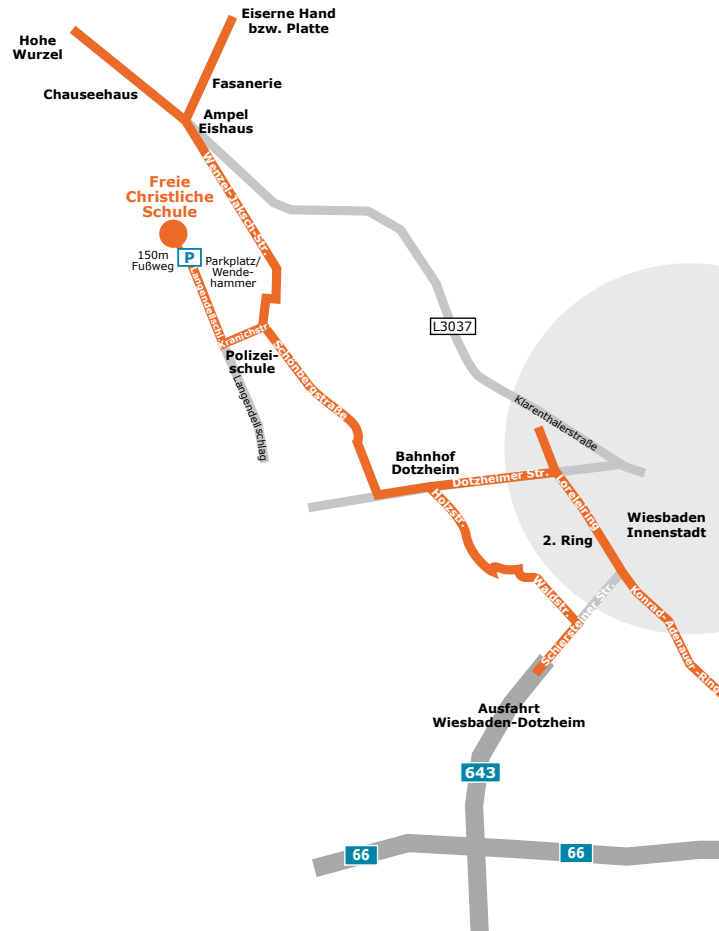 Eiserne Hand
bzw. Platte
Hohe
Wurzel
Fasanerie
Chauseehaus
Ampel
Eishaus
Wenzel-Jaksch-Str.
Freie
Christliche
Schule
150m
Fußweg
P
Parkplatz/
Wende-
hammer
Langendellschl.
Kranichstr.
L3037
Polizei-
schule
Schönbergstraße
Langendellschlag
Klarenthalerstraße
Bahnhof
Dotzheim
Dotzheimer Str.
Loreleiring
Holzstr.
Wiesbaden
Innenstadt
2. Ring
Waldstr.
Schiersteiner Str.
Konrad- Adenauer -Ring
Ausfahrt
Wiesbaden-Dotzheim
643
66
66